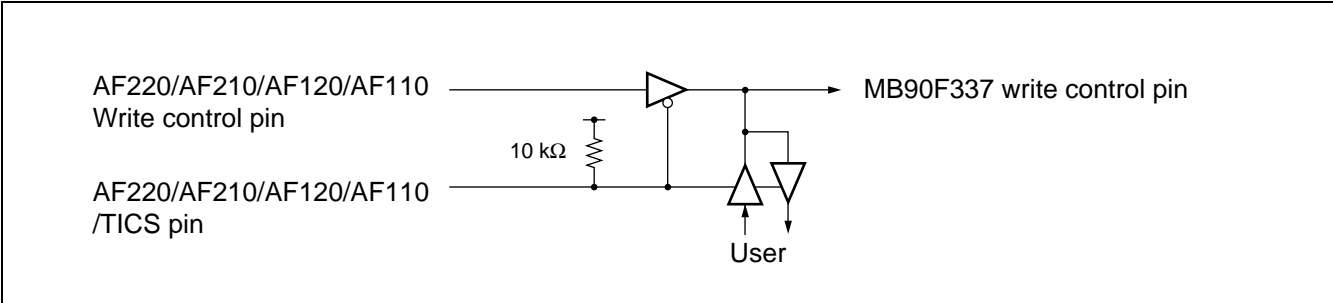 AF220/AF210/AF120/AF110
Write control pin
MB90F337 write control pin
10 kΩ
AF220/AF210/AF120/AF110
/TICS pin
User